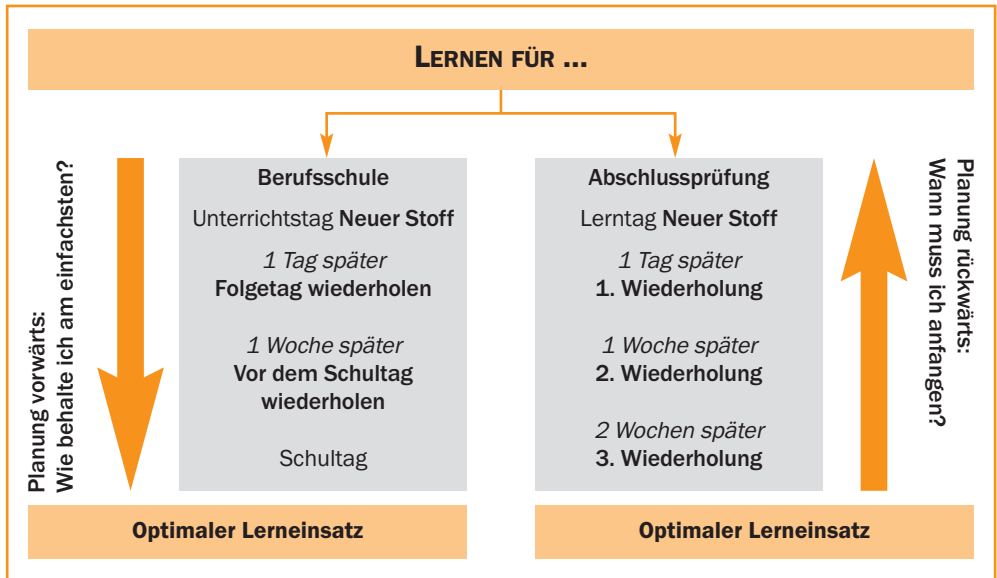 LERNEN FÜR ...
Planung vorwärts:
Wie behalte ich am einfachsten?
Berufsschule
Unterrichtstag Neuer Stoff
1 Tag später
Folgetag wiederholen
1 Woche später
Vor dem Schultag
wiederholen
Schultag
Optimaler Lerneinsatz
Abschlussprüfung
Lerntag Neuer Stoff
1 Tag später
1. Wiederholung
1 Woche später
2. Wiederholung
2 Wochen später
3. Wiederholung
Optimaler Lerneinsatz
Planung rückwärts:
Wann muss ich anfangen?